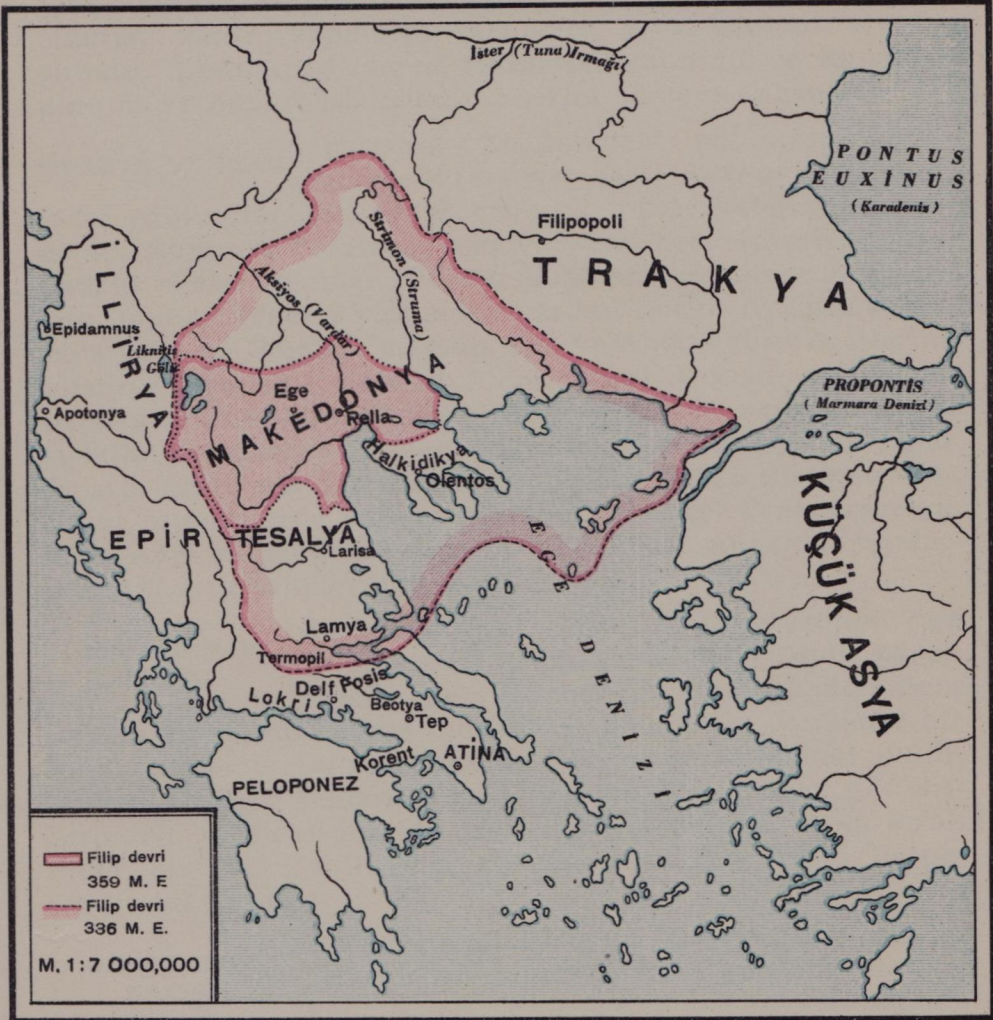 İster (Tuna) Irmağı
PONTUS
EUXİNUS
(Karadeniz)
Filipopoli
TRAKYA
Strimon (Struma)
Aksiyos (Vardar)
İLLİRYA
Epidamnus
Liknitis
Gölü
Apotonya
PROPONTİS
(Marmara Denizi)
Ege
MAKEDONYA
Rella
Halkidikya
Olentos
KÜÇÜK ASYA
EPİR
TESALYA
Larisa
EGE DENİZİ
Lamya
Termopil
Delf
Fosis
Lokri
Beotya
Tep
Korent
ATİNA
PELOPONEZ
Filip devri
359 M. E
Filip devri
336 M. E.
M. 1:7 000,000